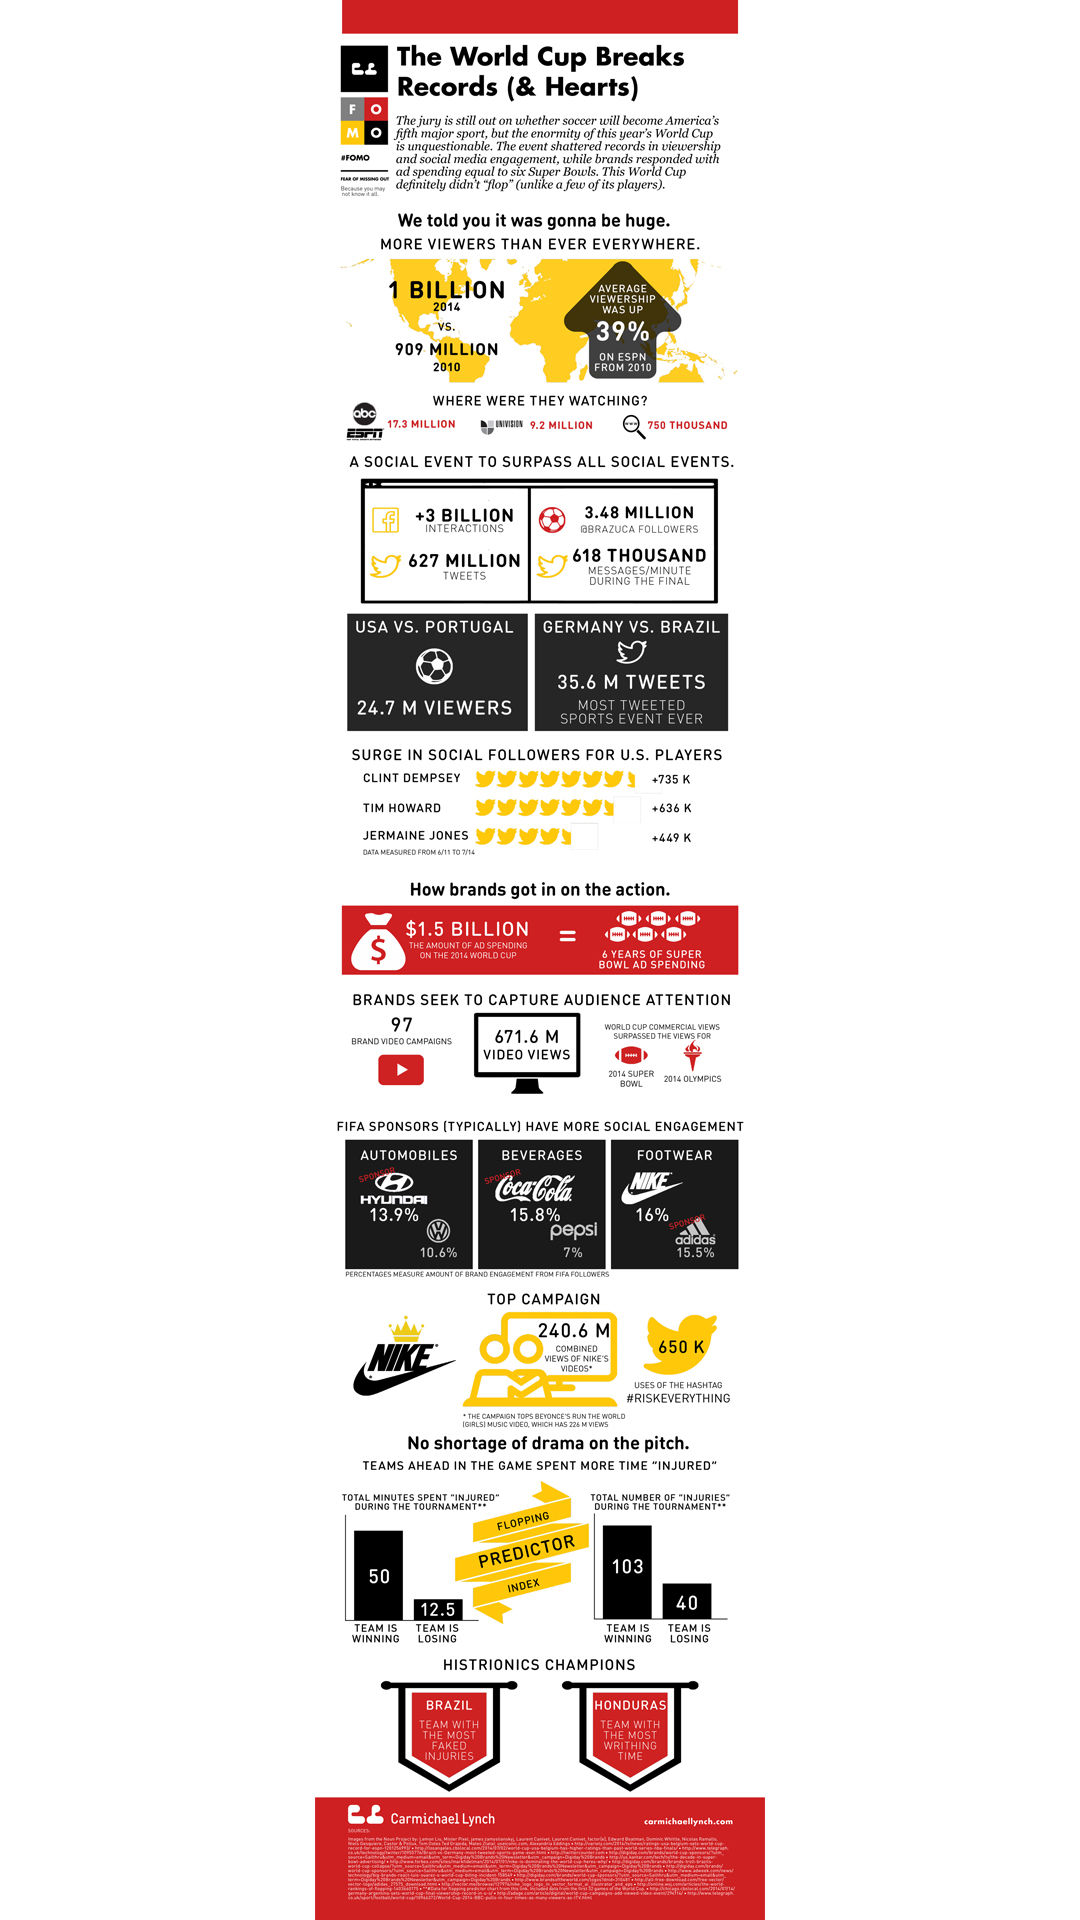 The World Cup Breaks
Records (& Hearts)
F O
M O
#FOMO
FEAR OF MISSING OUT
Because you may
not know it all.
The jury is still out on whether soccer will become America's
fifth major sport, but the enormity of this year's World Cup
is unquestionable. The event shattered records in viewership
and social media engagement, while brands responded with
ad spending equal to six Super Bowls. This World Cup
definitely didn't "flop" (unlike a few of its players).
We told you it was gonna be huge.
MORE VIEWERS THAN EVER EVERYWHERE.
1 BILLION
2014
VS.
909 MILLION
2010
AVERAGE
VIEWERSHIP
WAS UP
39%
ON ESPN
FROM 2010
WHERE WERE THEY WATCHING?
abc
ESPN
17.3 MILLION
UNIVISION
9.2 MILLION
www
750 THOUSAND
A SOCIAL EVENT TO SURPASS ALL SOCIAL EVENTS.
+3 BILLION
INTERACTIONS
627 MILLION
TWEETS
3.48 MILLION
@BRAZUCA FOLLOWERS
618 THOUSAND
MESSAGES/MINUTE
DURING THE FINAL
USA VS. PORTUGAL
24.7 M VIEWERS
GERMANY VS. BRAZIL
35.6 M TWEETS
MOST TWEETED
SPORTS EVENT EVER
SURGE IN SOCIAL FOLLOWERS FOR U.S. PLAYERS
CLINT DEMPSEY +735 K
TIM HOWARD +636 K
JERMAINE JONES +449 K
DATA MEASURED FROM 6/11 TO 7/14
How brands got in on the action.
$
$1.5 BILLION
THE AMOUNT OF AD SPENDING
ON THE 2014 WORLD CUP
=
6 YEARS OF SUPER
BOWL AD SPENDING
BRANDS SEEK TO CAPTURE AUDIENCE ATTENTION
97
BRAND VIDEO CAMPAIGNS
671.6 M
VIDEO VIEWS
WORLD CUP COMMERCIAL VIEWS
SURPASSED THE VIEWS FOR
2014 SUPER
BOWL
2014 OLYMPICS
FIFA SPONSORS (TYPICALLY) HAVE MORE SOCIAL ENGAGEMENT
AUTOMOBILES
SPONSOR
HYUNDAI
13.9%
10.6%
BEVERAGES
SPONSOR
Coca-Cola
15.8%
pepsi
7%
FOOTWEAR
NIKE
16%
SPONSOR
adidas
15.5%
PERCENTAGES MEASURE AMOUNT OF BRAND ENGAGEMENT FROM FIFA FOLLOWERS
TOP CAMPAIGN
NIKE
240.6 M
COMBINED
VIEWS OF NIKE'S
VIDEOS*
650 K
USES OF THE HASHTAG
#RISKEVERYTHING
* THE CAMPAIGN TOPS BEYONCE'S RUN THE WORLD
(GIRLS) MUSIC VIDEO, WHICH HAS 226 M VIEWS
No shortage of drama on the pitch.
TEAMS AHEAD IN THE GAME SPENT MORE TIME "INJURED"
TOTAL MINUTES SPENT "INJURED"
DURING THE TOURNAMENT**
50
12.5
TEAM IS
WINNING
TEAM IS
LOSING
FLOPPING
PREDICTOR
INDEX
TOTAL NUMBER OF "INJURIES"
DURING THE TOURNAMENT**
103
40
TEAM IS
WINNING
TEAM IS
LOSING
HISTRIONICS CHAMPIONS
BRAZIL
TEAM WITH
THE MOST
FAKED
INJURIES
HONDURAS
TEAM WITH
THE MOST
WRITHING
TIME
Carmichael Lynch
carmichaellynch.com
SOURCES: